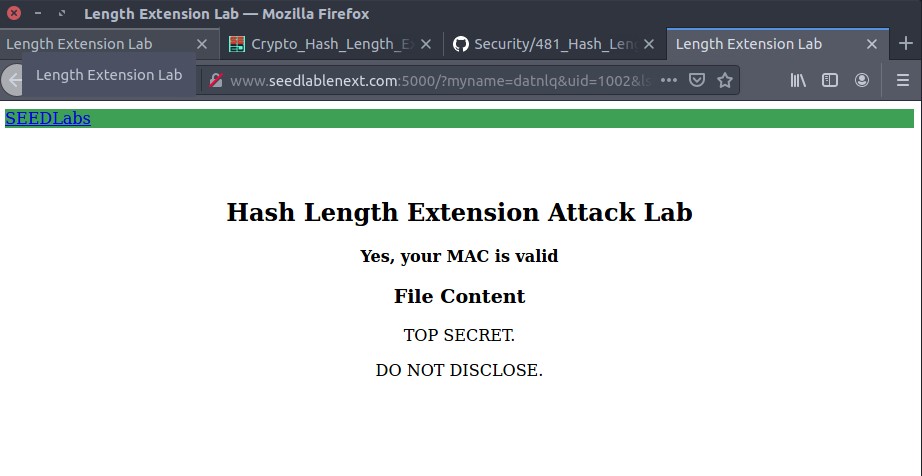 Length Extension Lab — Mozilla Firefox
Length Extension Lab
Crypto_Hash_Length_Ex
Security/481_Hash_Len
Length Extension Lab
Length Extension Lab
www.seedlablenext.com:5000/?myname=datnlq&uid=1002&ls
SEEDLabs
Hash Length Extension Attack Lab
Yes, your MAC is valid
File Content
TOP SECRET.
DO NOT DISCLOSE.